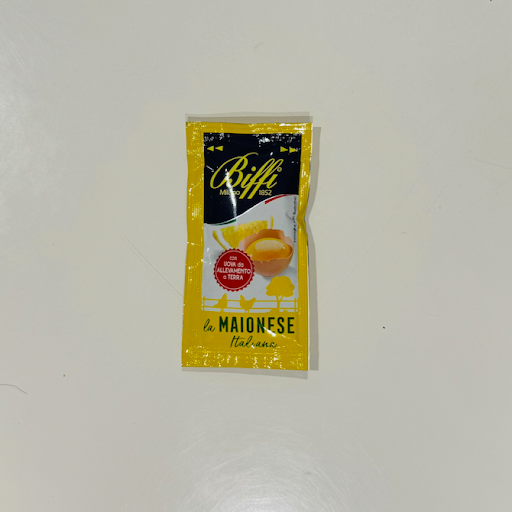 Biffi
Milano 1852
con
UOVA da
ALLEVAMENTO
a TERRA
la MAIONESE
Italiana